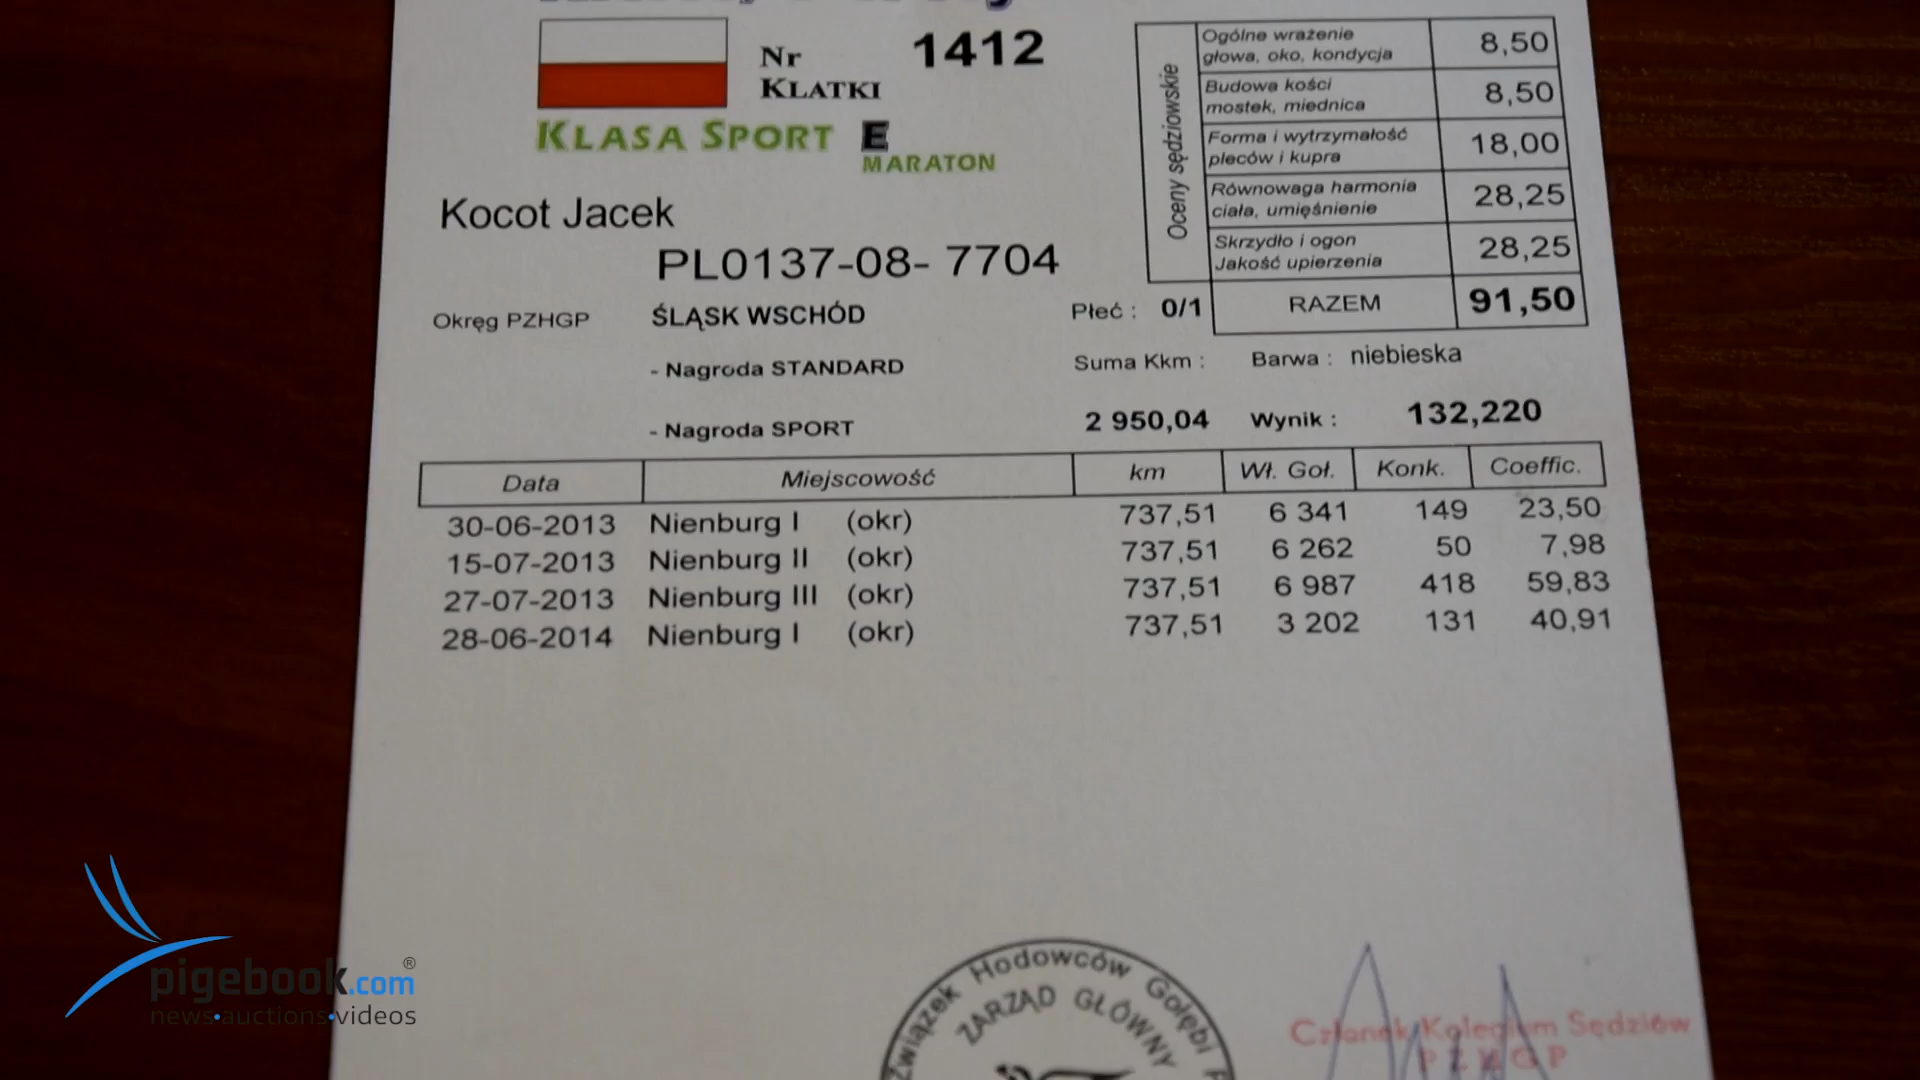 Nr
KLATKI
1412
KLASA SPORT E
MARATON
Kocot Jacek
PL0137-08- 7704
Okręg PZHGP ŚLĄSK WSCHÓD Płeć : 0/1
Oceny sędziowskie
Ogólne wrażenie
głowa, oko, kondycja 8,50
Budowa kości
mostek, miednica 8,50
Forma i wytrzymałość
pleców i kupra 18,00
Równowaga harmonia
ciała, umięśnienie 28,25
Skrzydło i ogon
Jakość upierzenia 28,25
RAZEM 91,50
- Nagroda STANDARD Suma Kkm : Barwa : niebieska
- Nagroda SPORT 2 950,04 Wynik : 132,220
Data Miejscowość km Wł. Goł. Konk. Coeffic.
30-06-2013 Nienburg I (okr) 737,51 6 341 149 23,50
15-07-2013 Nienburg II (okr) 737,51 6 262 50 7,98
27-07-2013 Nienburg III (okr) 737,51 6 987 418 59,83
28-06-2014 Nienburg I (okr) 737,51 3 202 131 40,91
Związek Hodowców Gołębi P
ZARZĄD GŁÓWNY
Członek Kolegium Sędziów
PZHGP
pigebook.com®
news•auctions•videos